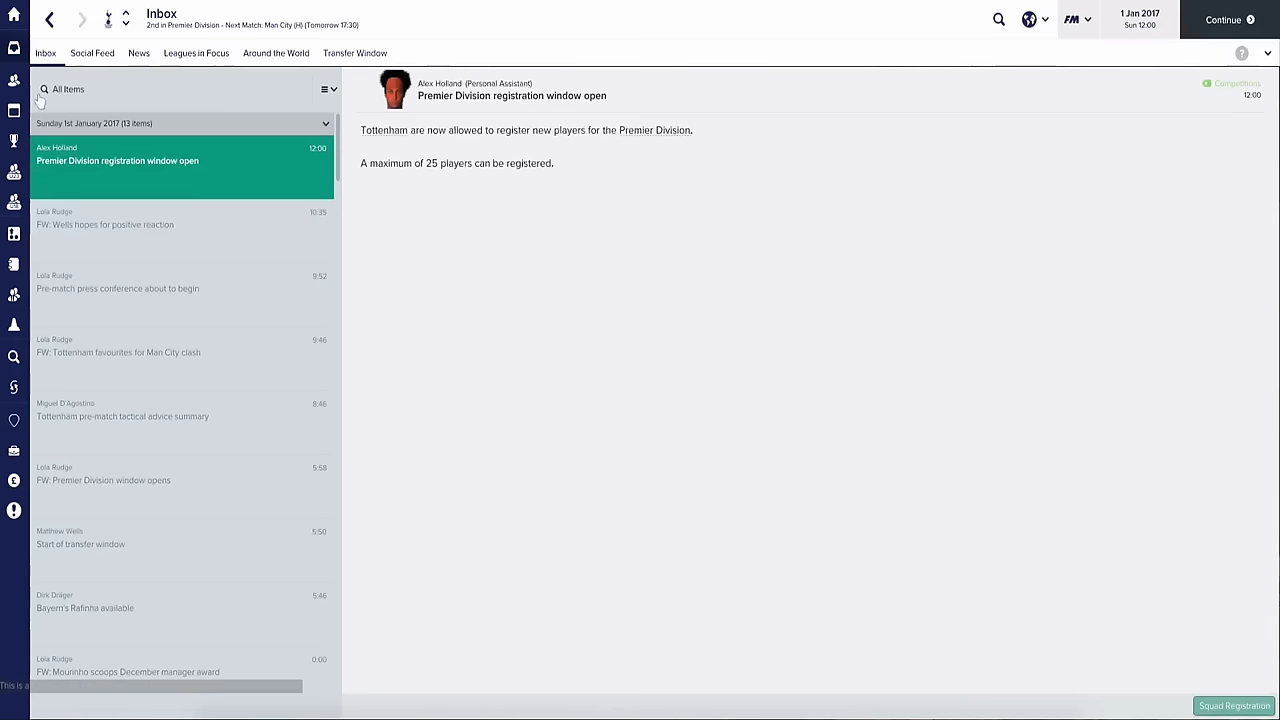 Inbox
2nd in Premier Division - Next Match: Man City (H) (Tomorrow 17:30)
FM
1 Jan 2017
Sun 12:00
Continue
Inbox
Social Feed
News
Leagues in Focus
Around the World
Transfer Window
?
All Items
Sunday 1st January 2017 (13 items)
Alex Holland 12:00
Premier Division registration window open
Lola Rudge 10:35
FW: Wells hopes for positive reaction
Lola Rudge 9:52
Pre-match press conference about to begin
Lola Rudge 9:46
FW: Tottenham favourites for Man City clash
Miguel D'Agostino 8:46
Tottenham pre-match tactical advice summary
Lola Rudge 5:58
FW: Premier Division window opens
Matthew Wells 5:50
Start of transfer window
Dirk Dräger 5:46
Bayern's Rafinha available
Lola Rudge 0:00
FW: Mourinho scoops December manager award
This is a
Alex Holland (Personal Assistant)
Premier Division registration window open
Competitions
12:00
Tottenham are now allowed to register new players for the Premier Division.
A maximum of 25 players can be registered.
Squad Registration